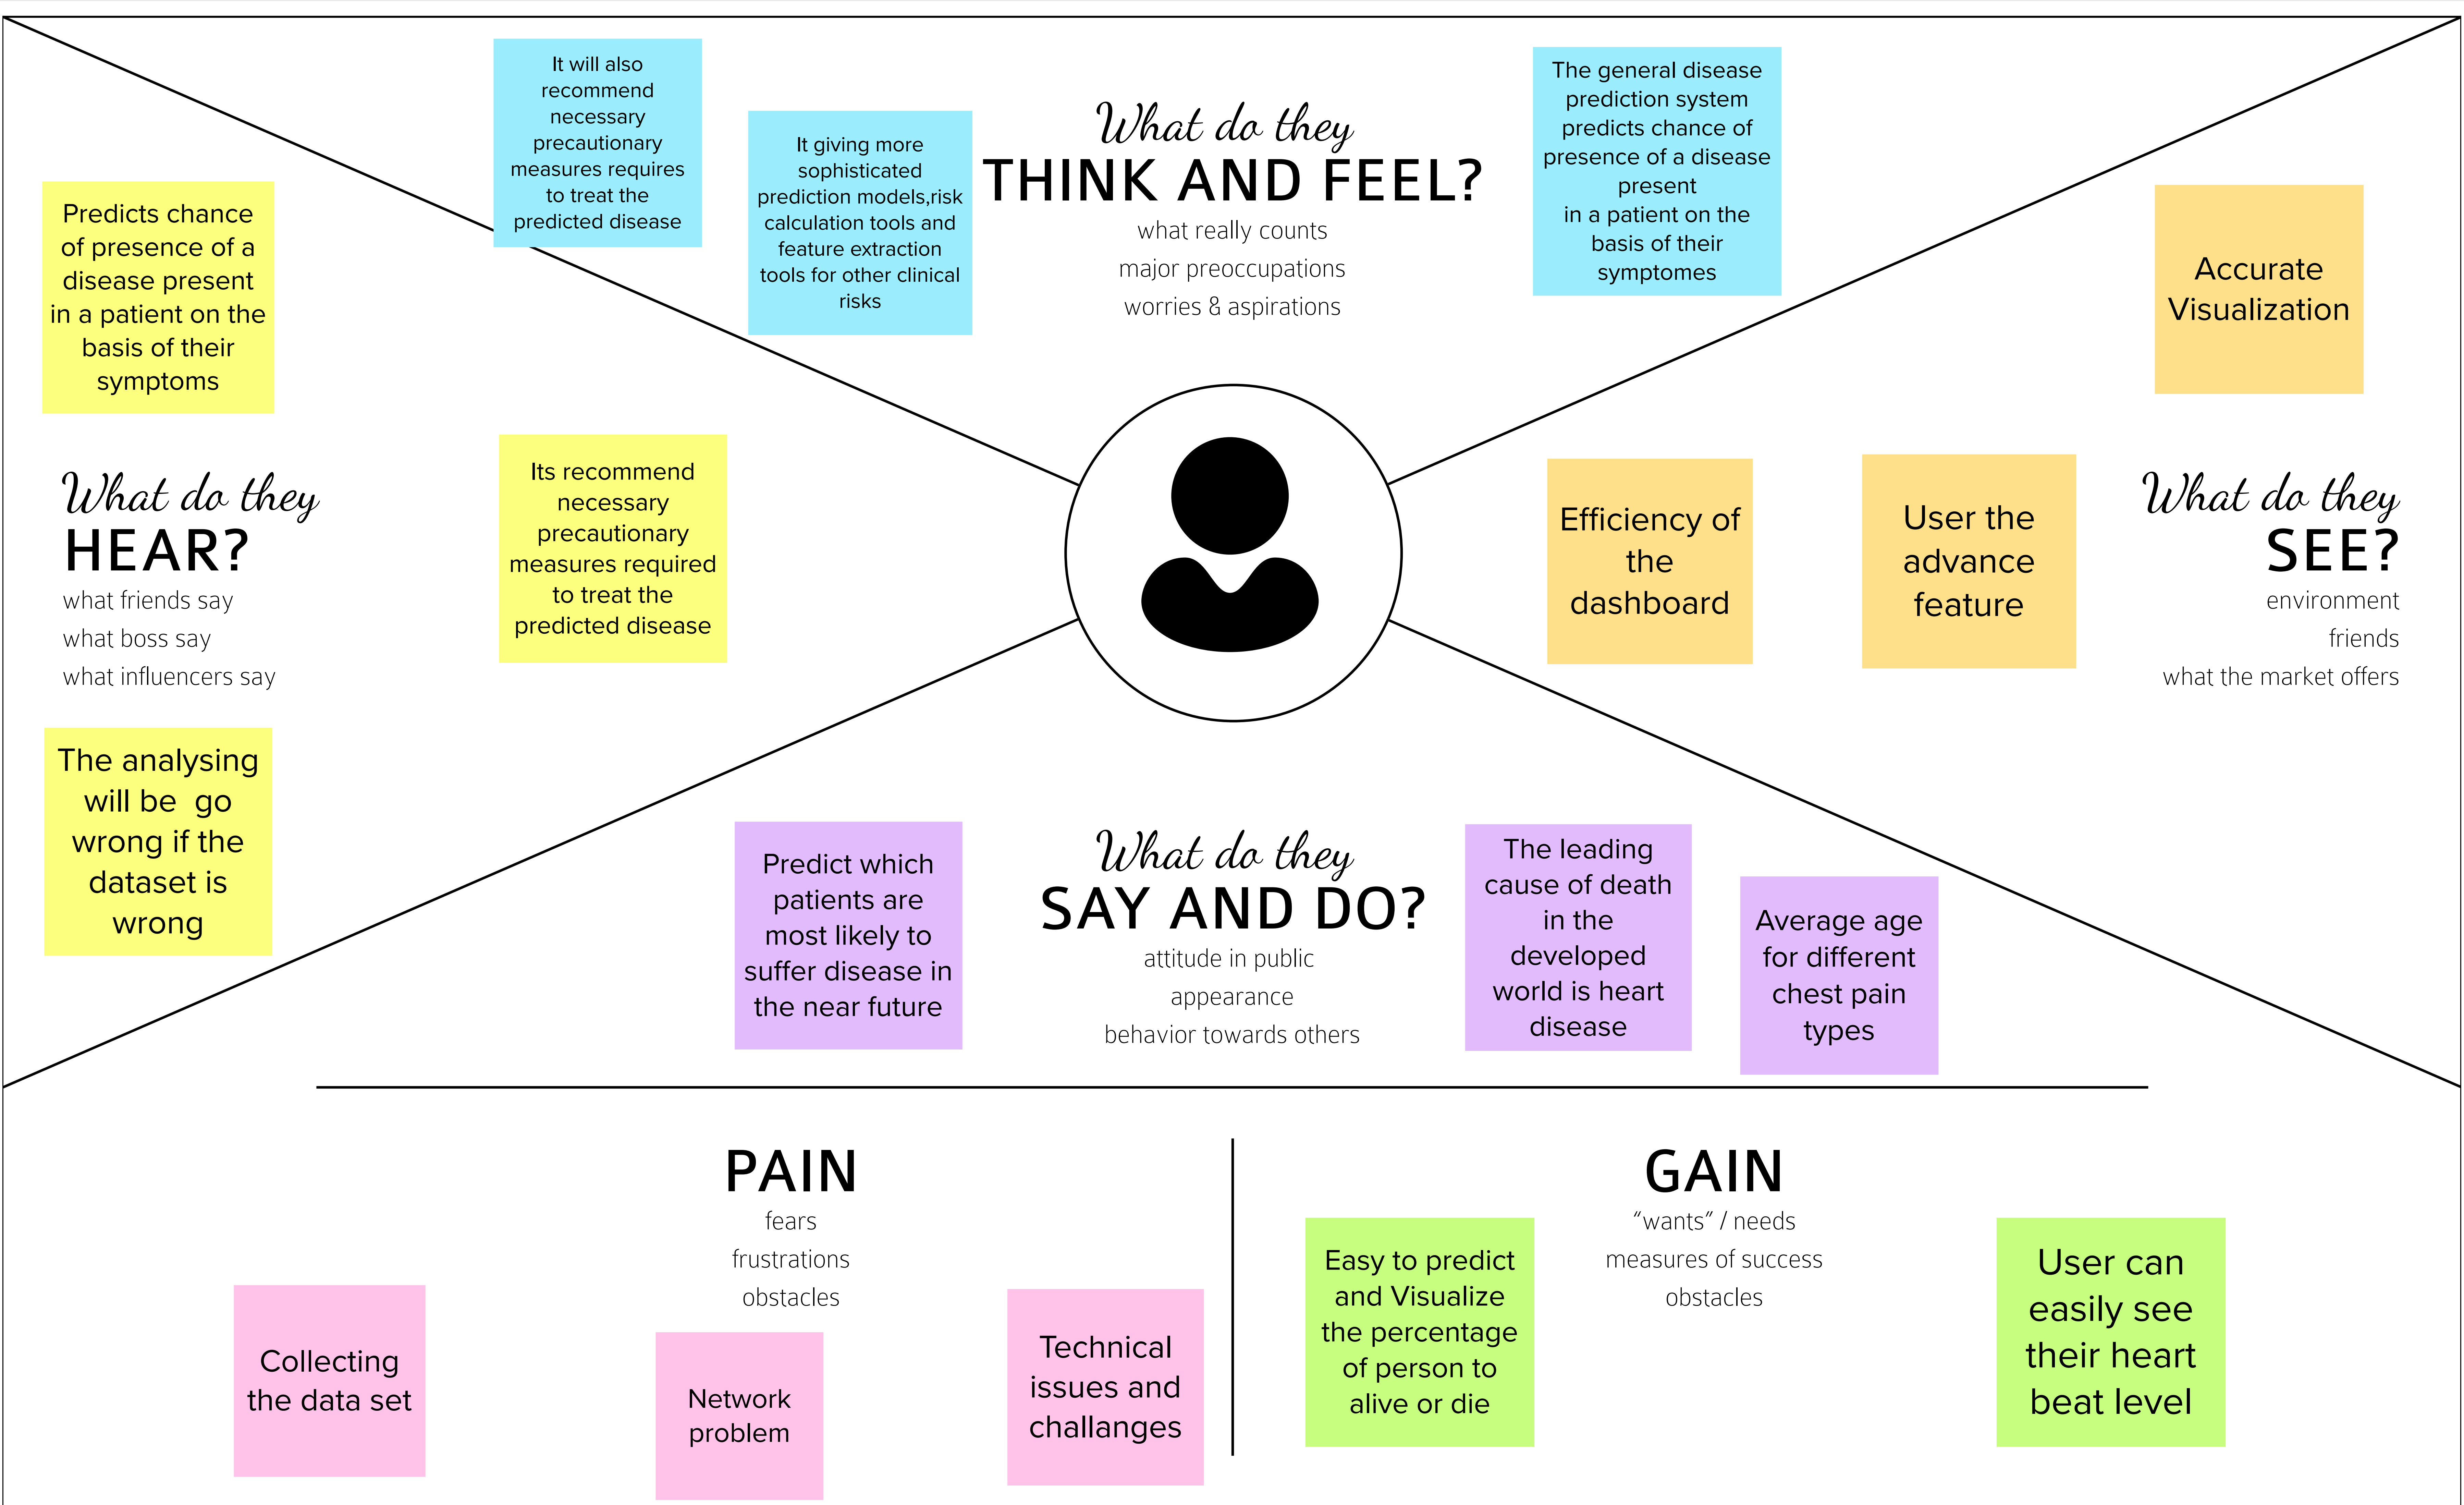 It will also
recommend
necessary
precautionary
measures requires
to treat the
predicted disease
It giving more
sophisticated
prediction models,risk
calculation tools and
feature extraction
tools for other clinical
risks
What do they
THINK AND FEEL?
what really counts
major preoccupations
worries & aspirations
The general disease
prediction system
predicts chance of
presence of a disease
present
in a patient on the
basis of their
symptomes
Predicts chance
of presence of a
disease present
in a patient on the
basis of their
symptoms
What do they
HEAR?
what friends say
what boss say
what influencers say
Its recommend
necessary
precautionary
measures required
to treat the
predicted disease
The analysing
will be  go
wrong if the
dataset is
wrong
Accurate
Visualization
Efficiency of
the
dashboard
User the
advance
feature
What do they
SEE?
environment
friends
what the market offers
Predict which
patients are
most likely to
suffer disease in
the near future
What do they
SAY AND DO?
attitude in public
appearance
behavior towards others
The leading
cause of death
in the
developed
world is heart
disease
Average age
for different
chest pain
types
PAIN
fears
frustrations
obstacles
Collecting
the data set
Network
problem
Technical
issues and
challanges
GAIN
“wants” / needs
measures of success
obstacles
Easy to predict
and Visualize
the percentage
of person to
alive or die
User can
easily see
their heart
beat level